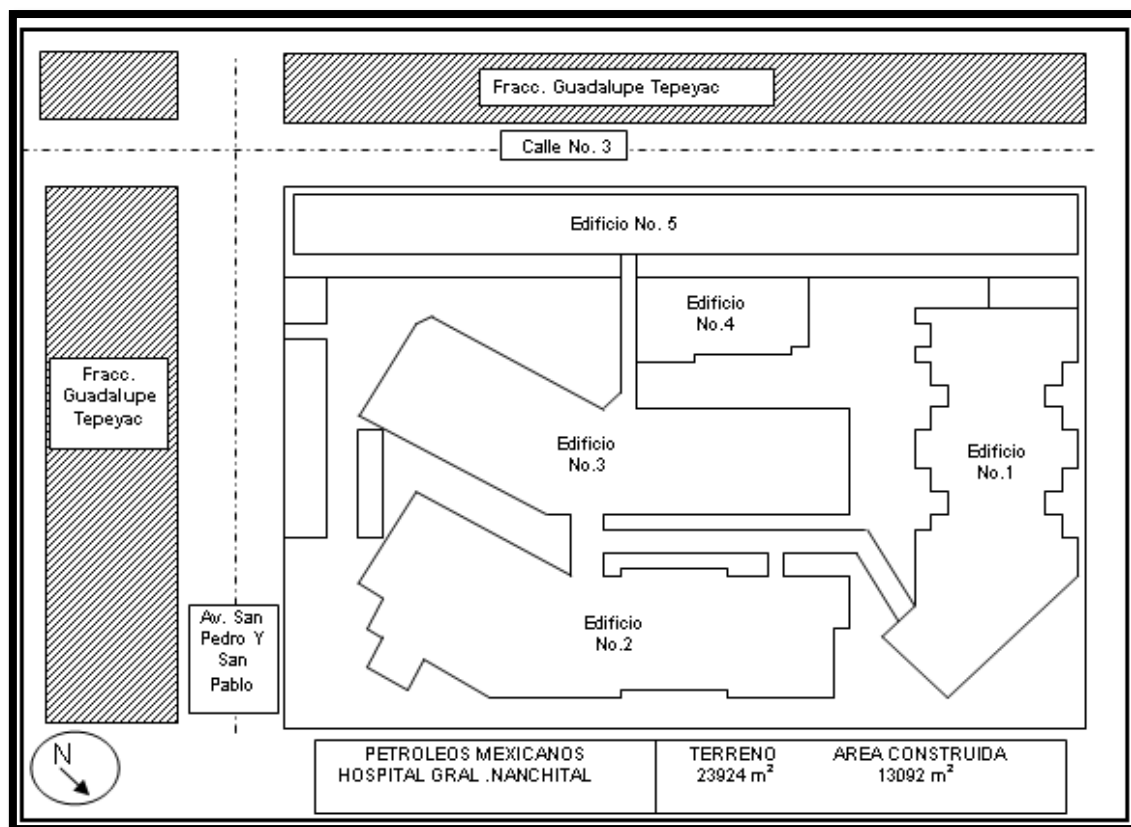 Fracc. Guadalupe Tepeyac
Calle No. 3
Edificio No. 5
Edificio
No.4
Fracc.
Guadalupe
Tepeyac
Edificio
No.3
Edificio
No.1
Av. San
Pedro Y
San
Pablo
Edificio
No.2
N
PETROLEOS MEXICANOS
HOSPITAL GRAL .NANCHITAL
TERRENO
23924 m²
AREA CONSTRUIDA
13092 m²